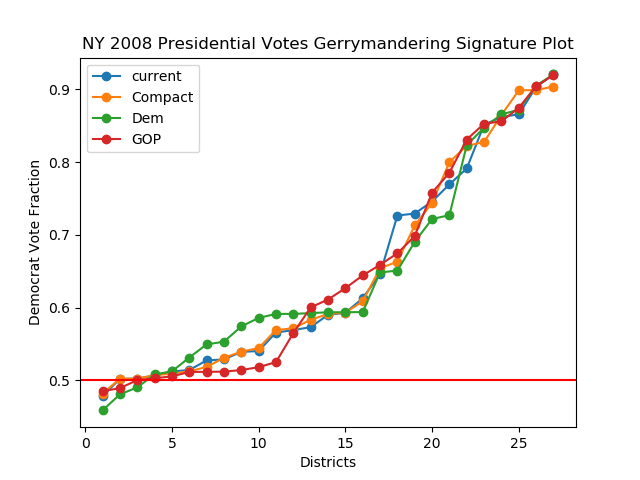 NY 2008 Presidential Votes Gerrymandering Signature Plot
current
Compact
Dem
GOP
Democrat Vote Fraction
0.9
0.8
0.7
0.6
0.5
0 5 10 15 20 25
Districts